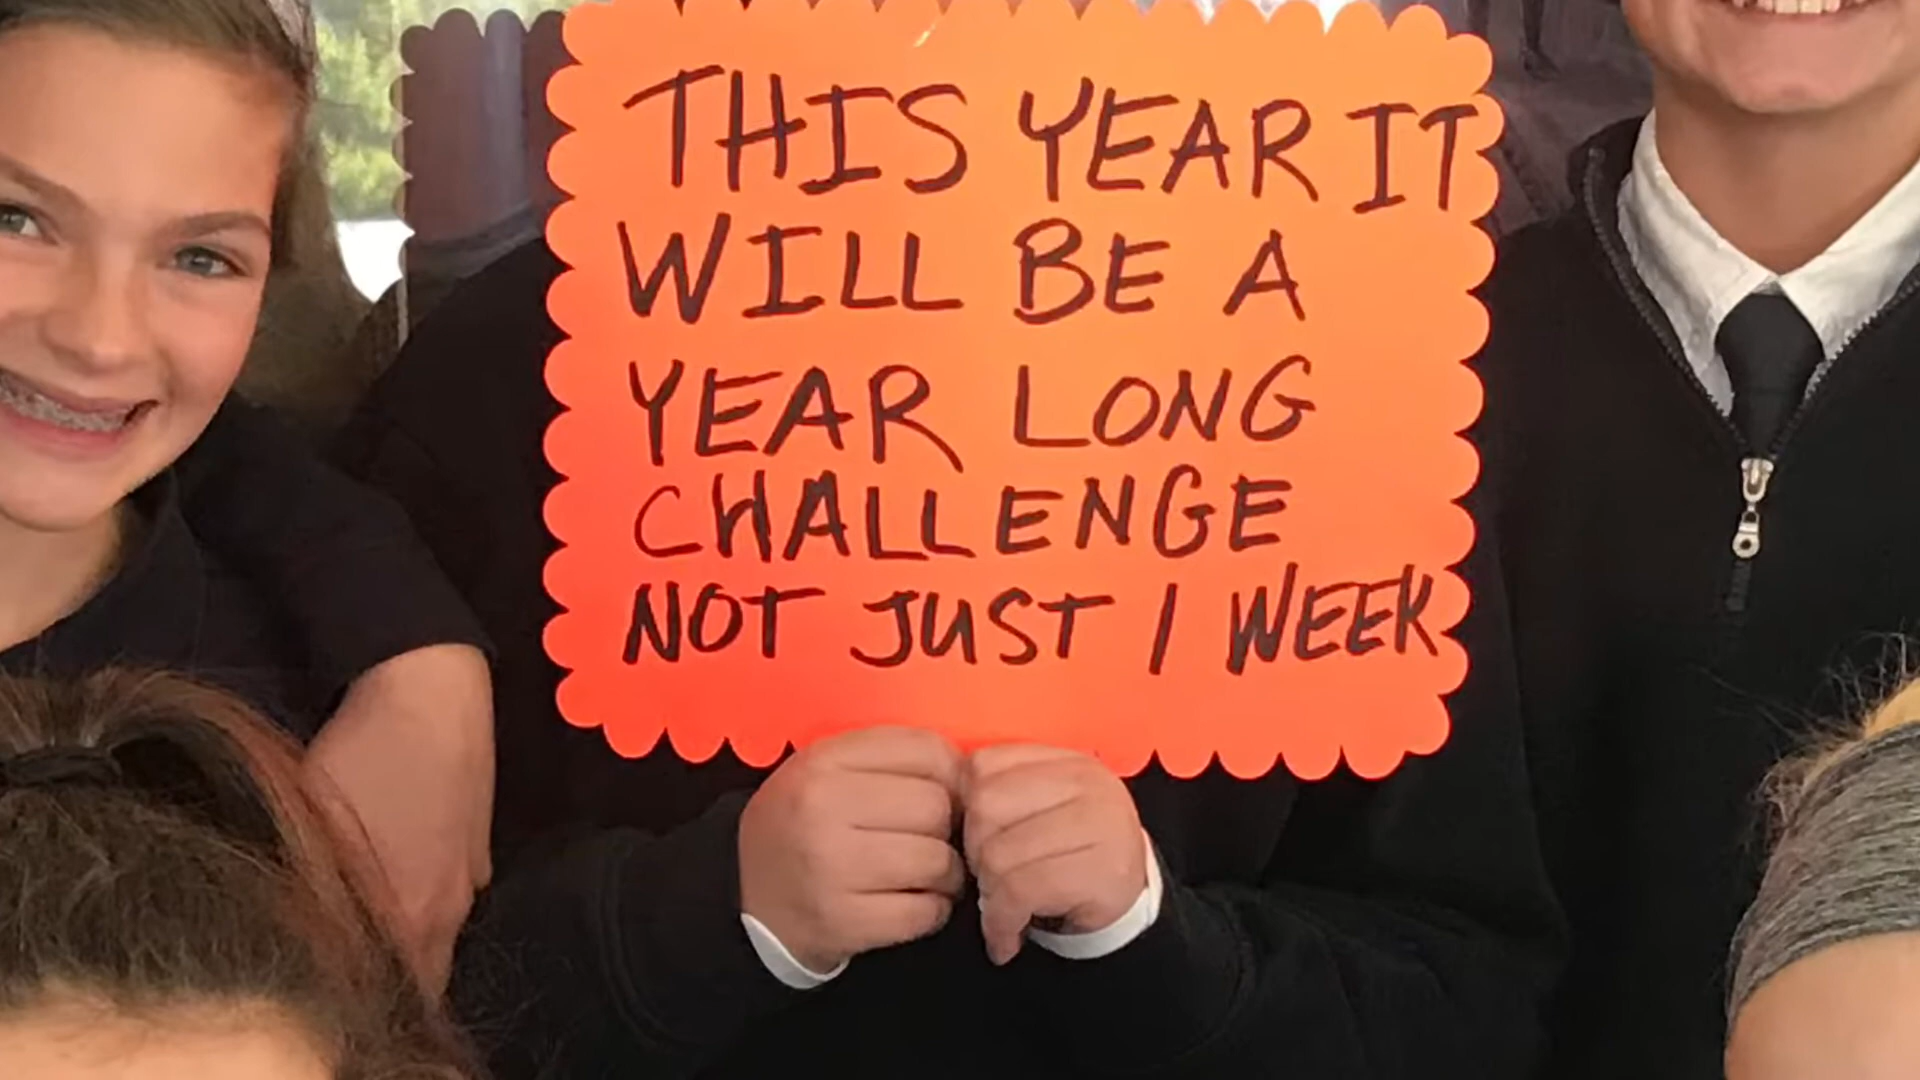 THIS YEAR IT
WILL BE A
YEAR LONG
CHALLENGE
NOT JUST 1 WEEK